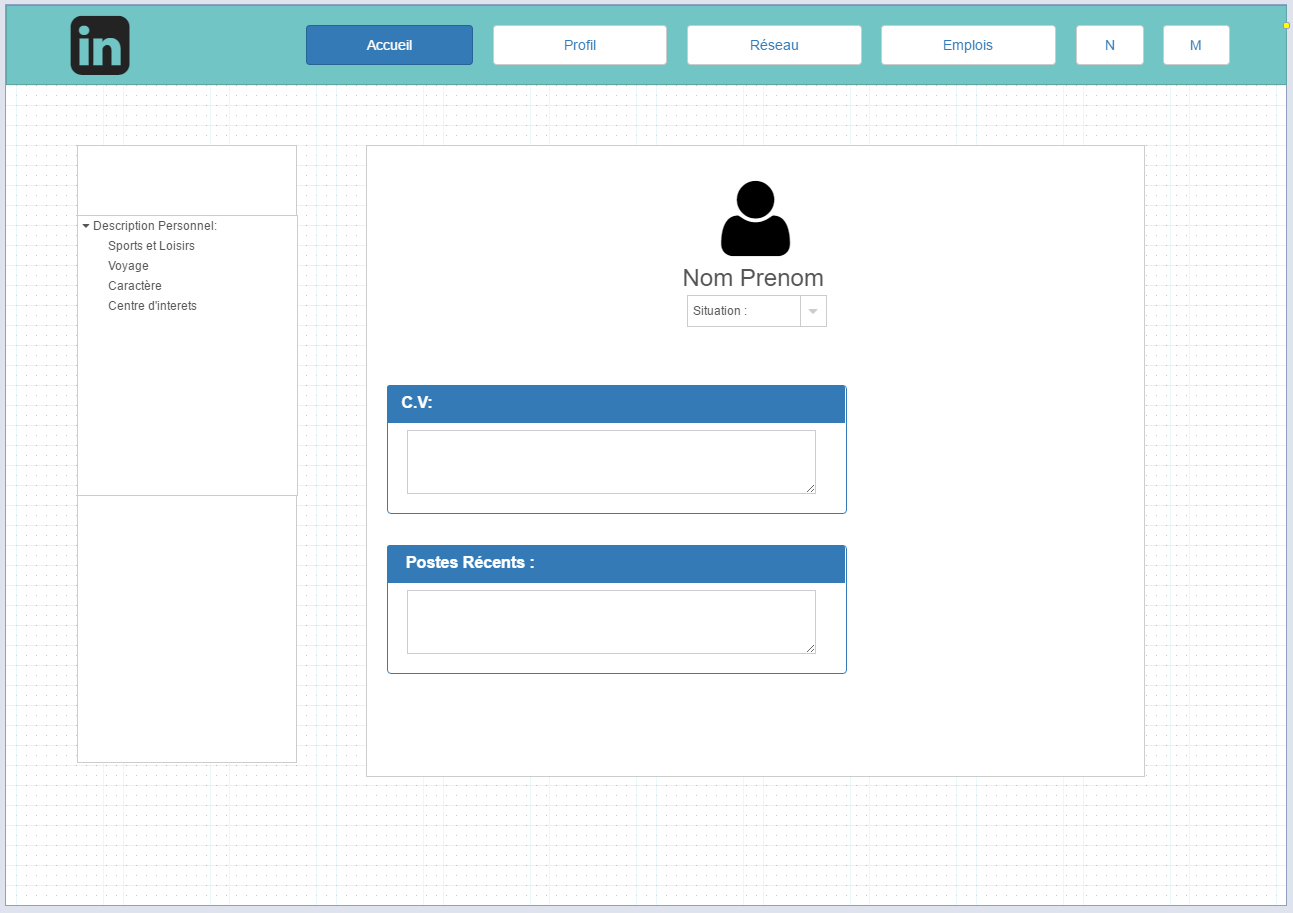 in
Accueil
Profil
Réseau
Emplois
N
M
Description Personnel:
Sports et Loisirs
Voyage
Caractère
Centre d'interets
Nom Prenom
Situation :
C.V:
Postes Récents :